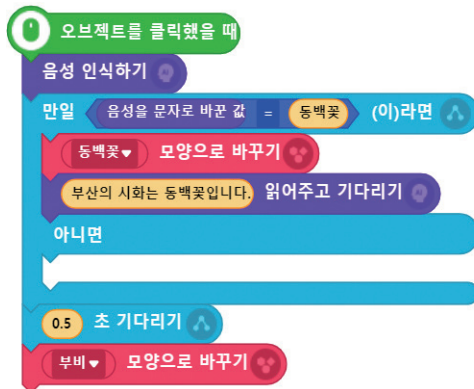 오브젝트를 클릭했을 때
음성 인식하기
만일 음성을 문자로 바꾼 값 = 동백꽃 (이)라면
동백꽃 모양으로 바꾸기
부산의 시화는 동백꽃입니다. 읽어주고 기다리기
아니면
0.5 초 기다리기
부비 모양으로 바꾸기